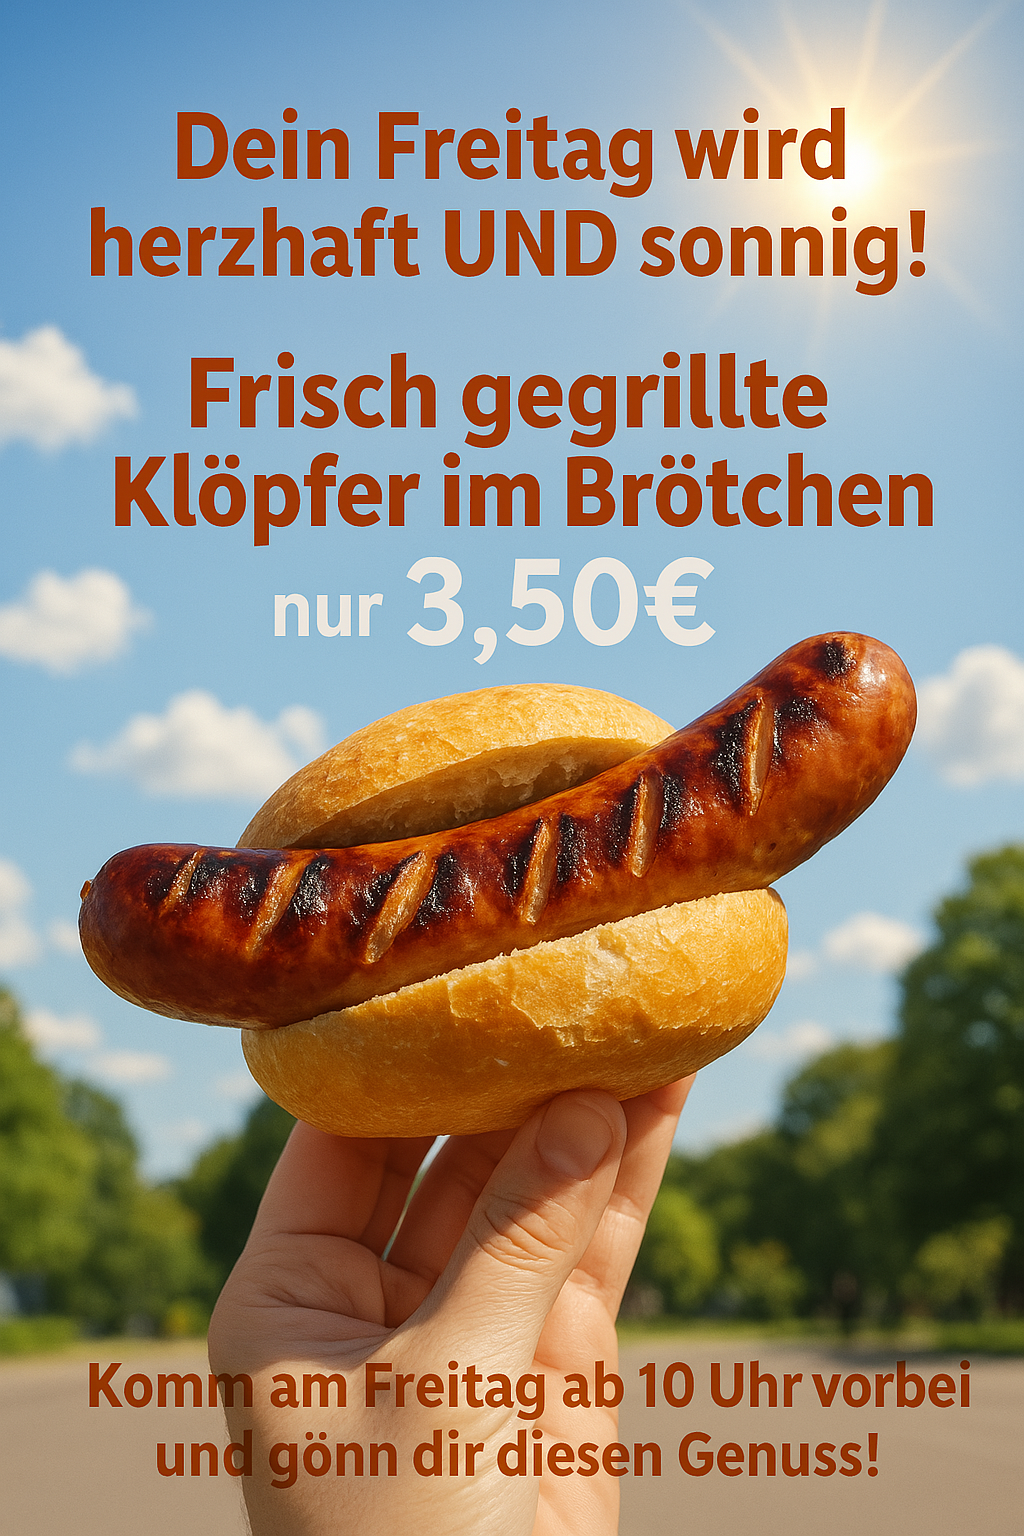 Dein Freitag wird
herzhaft UND sonnig!
Frisch gegrillte
Klöpfer im Brötchen
nur 3,50€
Komm am Freitag ab 10 Uhr vorbei
und gönn dir diesen Genuss!